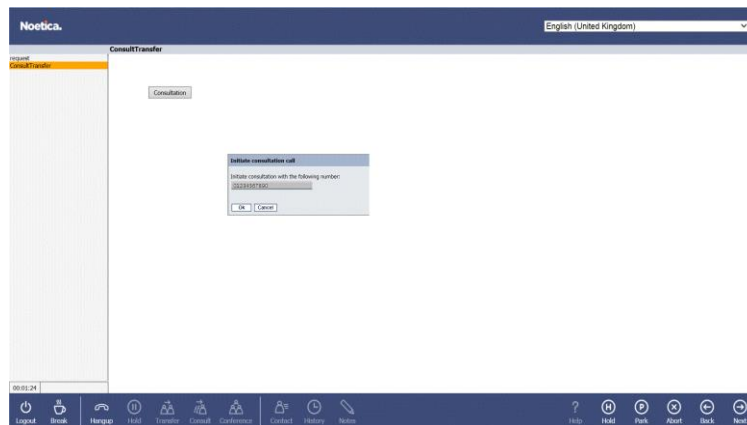 Noetica.
English (United Kingdom)
ConsultTransfer
request
ConsultTransfer
Consultation
Initiate consultation call
Initiate consultation with the following number:
Ok Cancel
00:01:24
Logout Break Hangup Hold Transfer Consult Conference Contact History Notes Help Hold Park Abort Back Next